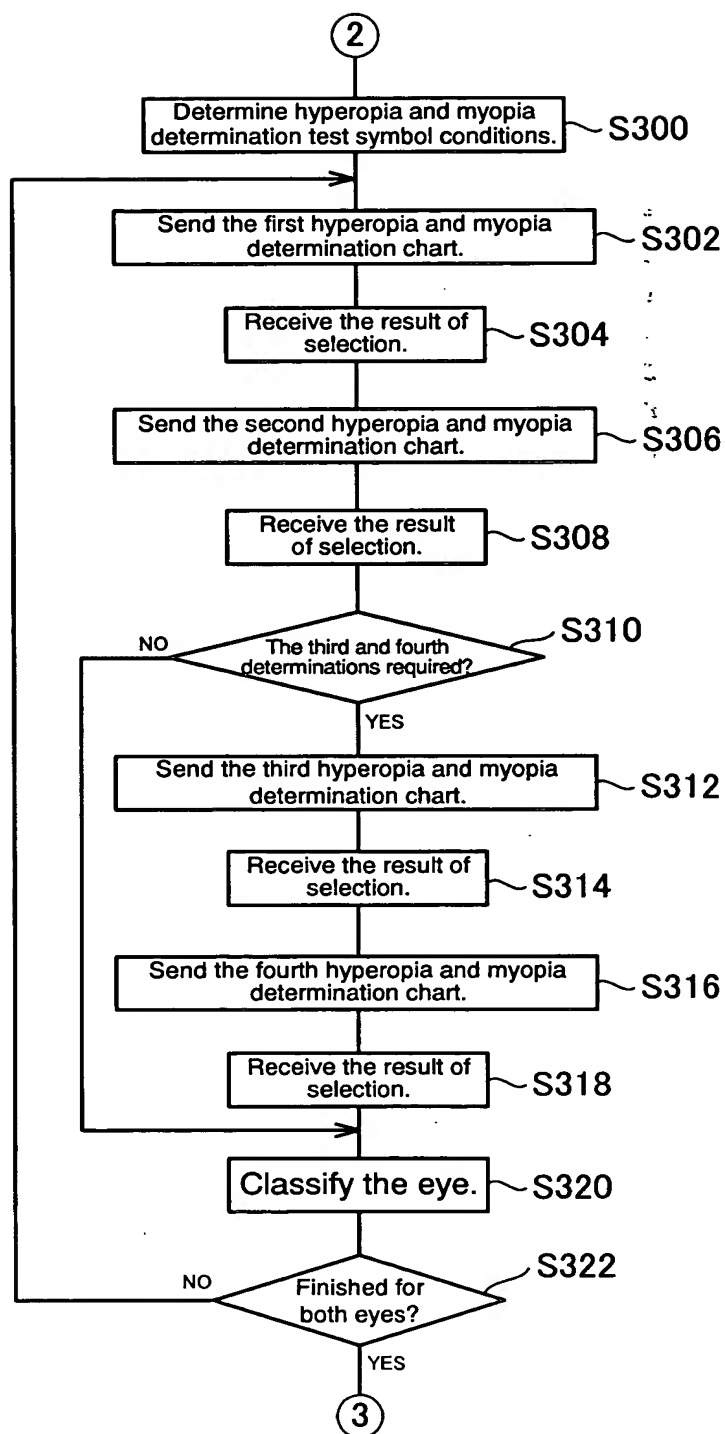 2
Determine hyperopia and myopia
determination test symbol conditions.
S300
Send the first hyperopia and myopia
determination chart.
S302
Receive the result of
selection.
S304
Send the second hyperopia and myopia
determination chart.
S306
Receive the result
of selection.
S308
S310
NO
The third and fourth
determinations required?
YES
Send the third hyperopia and myopia
determination chart.
S312
Receive the result of
selection.
S314
Send the fourth hyperopia and myopia
determination chart.
S316
Receive the result of
selection.
S318
Classify the eye.
S320
S322
NO
Finished for
both eyes?
YES
3